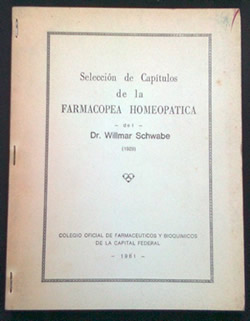 Selección de Capítulos
de la
FARMACOPEA HOMEOPATICA
- del -
Dr. Willmar Schwabe
COLEGIO OFICIAL DE FARMACEUTICOS Y BIOQUIMICOS
DE LA CAPITAL FEDERAL
- 1961 -